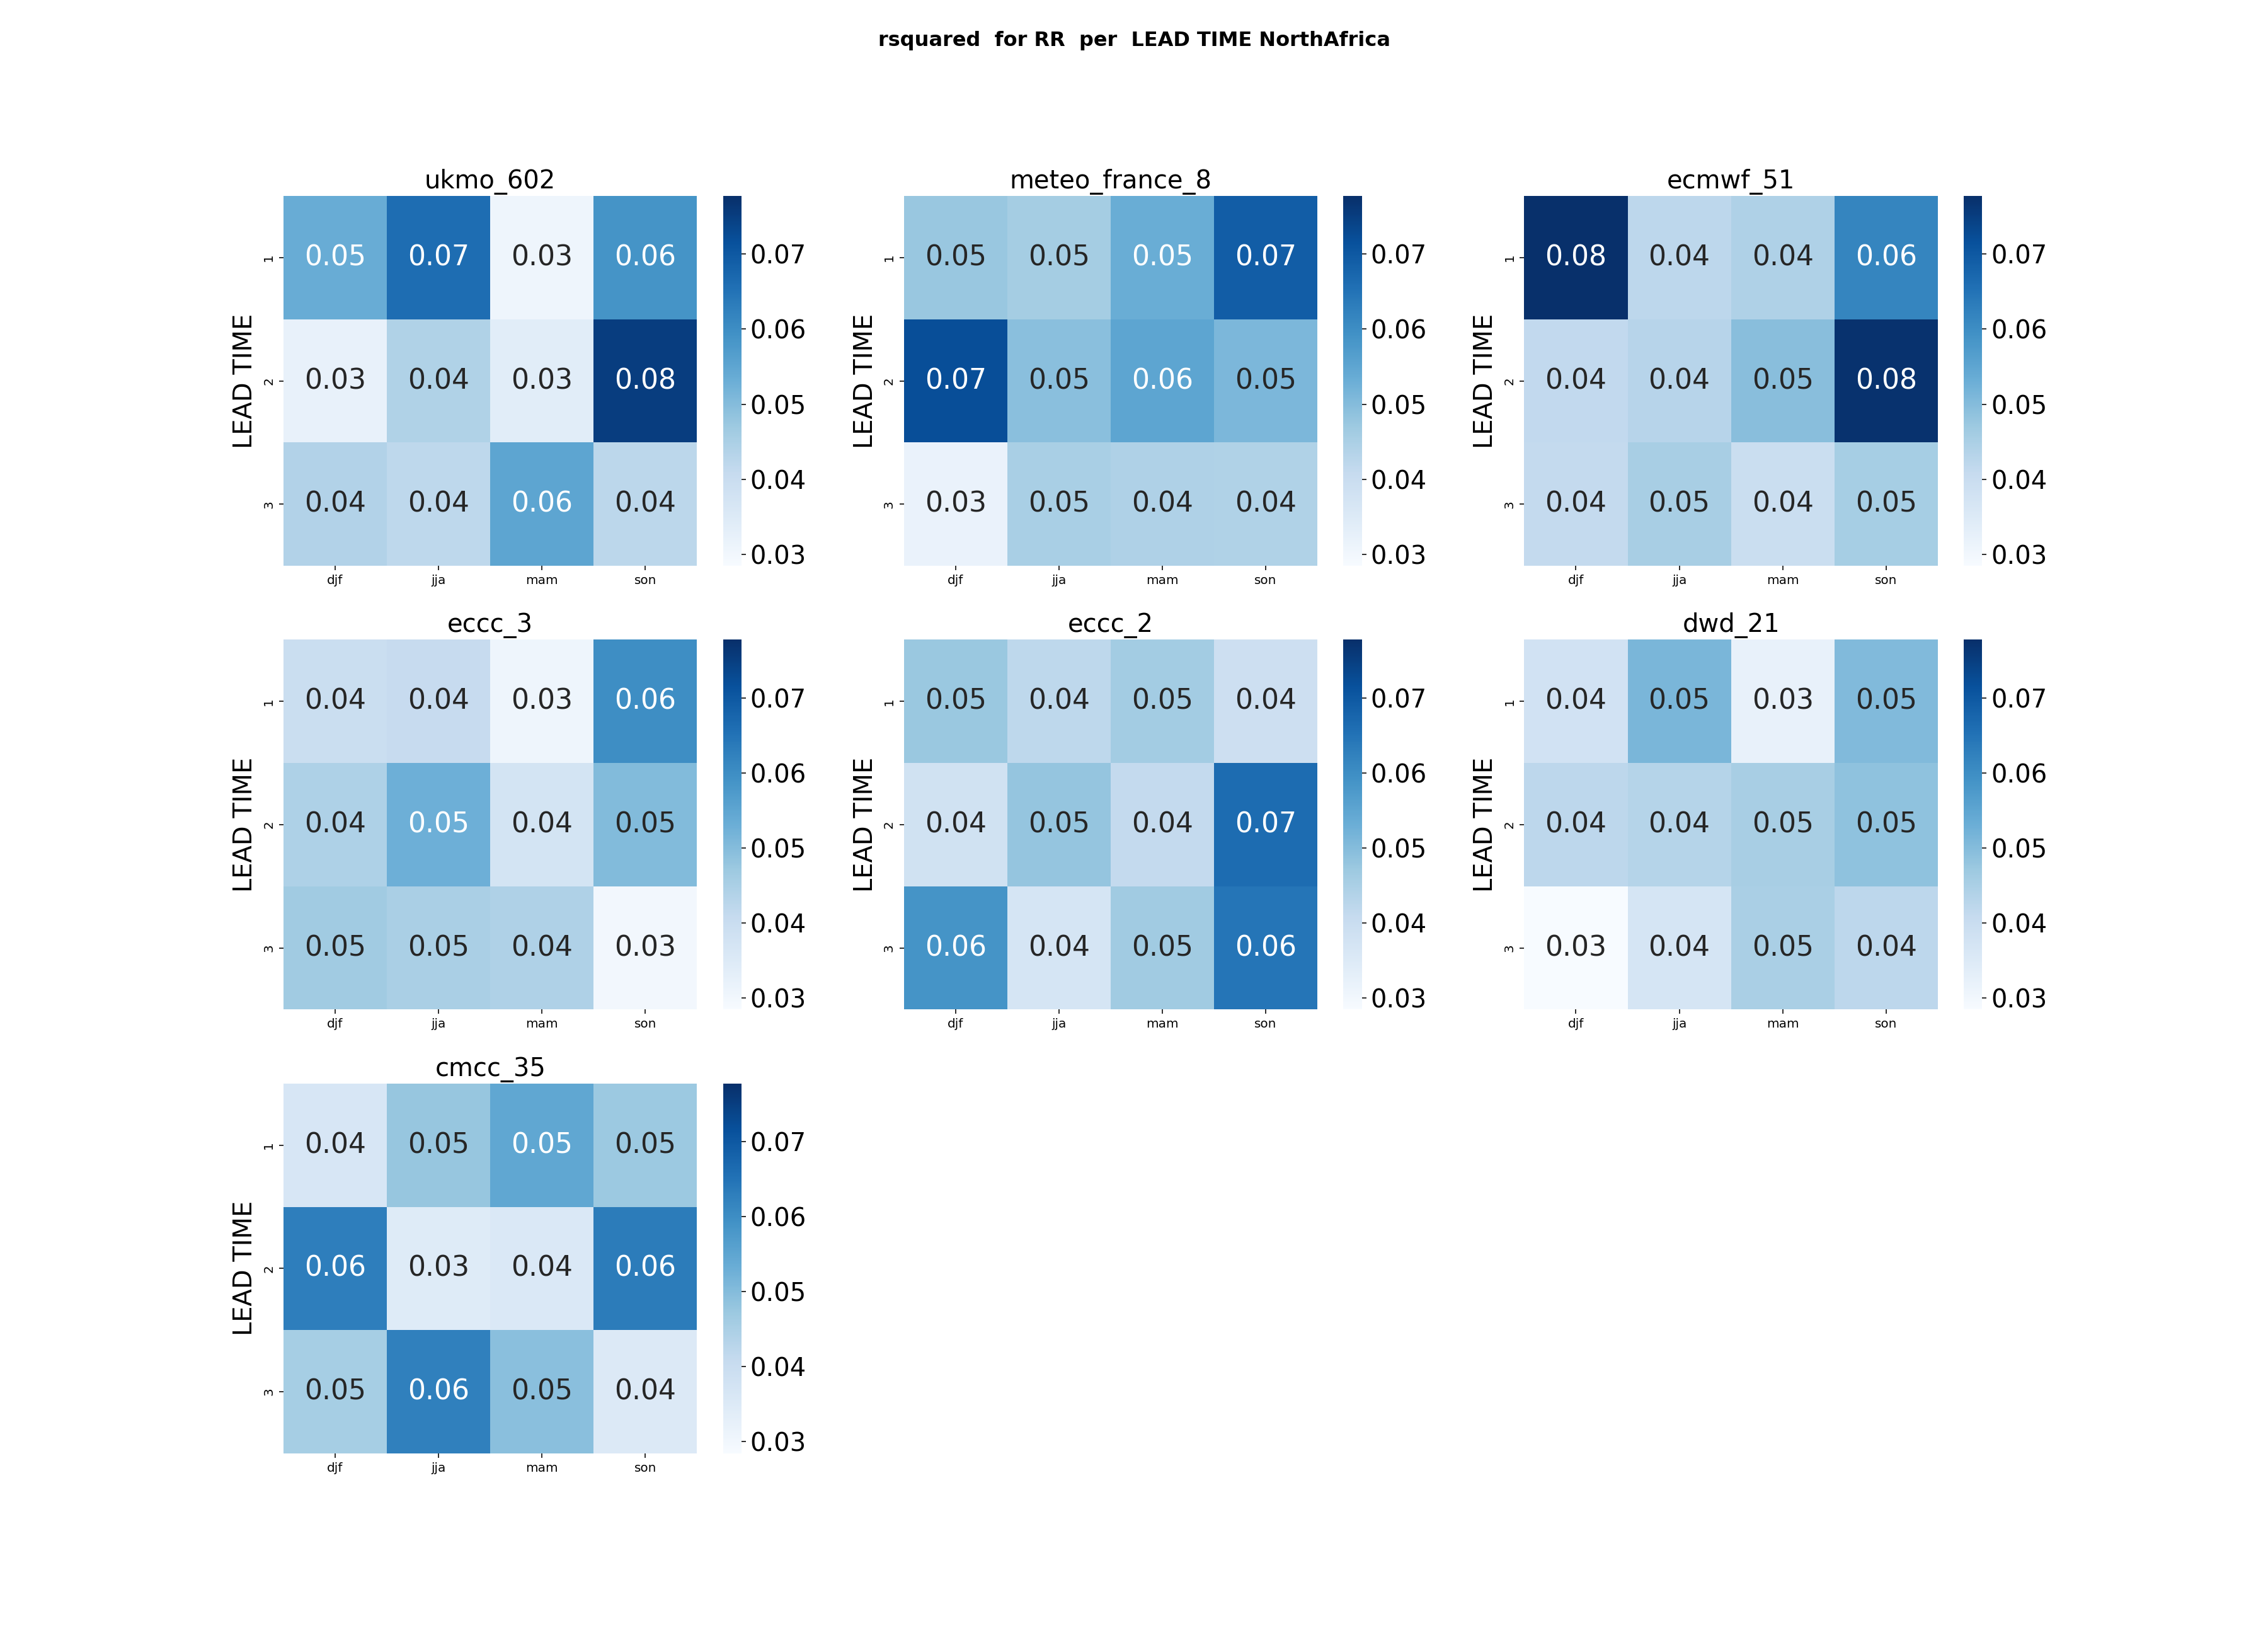 rsquared  for RR  per  LEAD TIME NorthAfrica
ukmo_602
LEAD TIME
1 0.05 0.07 0.03 0.06
2 0.03 0.04 0.03 0.08
3 0.04 0.04 0.06 0.04
djf jja mam son
0.07
0.06
0.05
0.04
0.03
meteo_france_8
LEAD TIME
1 0.05 0.05 0.05 0.07
2 0.07 0.05 0.06 0.05
3 0.03 0.05 0.04 0.04
djf jja mam son
0.07
0.06
0.05
0.04
0.03
ecmwf_51
LEAD TIME
1 0.08 0.04 0.04 0.06
2 0.04 0.04 0.05 0.08
3 0.04 0.05 0.04 0.05
djf jja mam son
0.07
0.06
0.05
0.04
0.03
eccc_3
LEAD TIME
1 0.04 0.04 0.03 0.06
2 0.04 0.05 0.04 0.05
3 0.05 0.05 0.04 0.03
djf jja mam son
0.07
0.06
0.05
0.04
0.03
eccc_2
LEAD TIME
1 0.05 0.04 0.05 0.04
2 0.04 0.05 0.04 0.07
3 0.06 0.04 0.05 0.06
djf jja mam son
0.07
0.06
0.05
0.04
0.03
dwd_21
LEAD TIME
1 0.04 0.05 0.03 0.05
2 0.04 0.04 0.05 0.05
3 0.03 0.04 0.05 0.04
djf jja mam son
0.07
0.06
0.05
0.04
0.03
cmcc_35
LEAD TIME
1 0.04 0.05 0.05 0.05
2 0.06 0.03 0.04 0.06
3 0.05 0.06 0.05 0.04
djf jja mam son
0.07
0.06
0.05
0.04
0.03